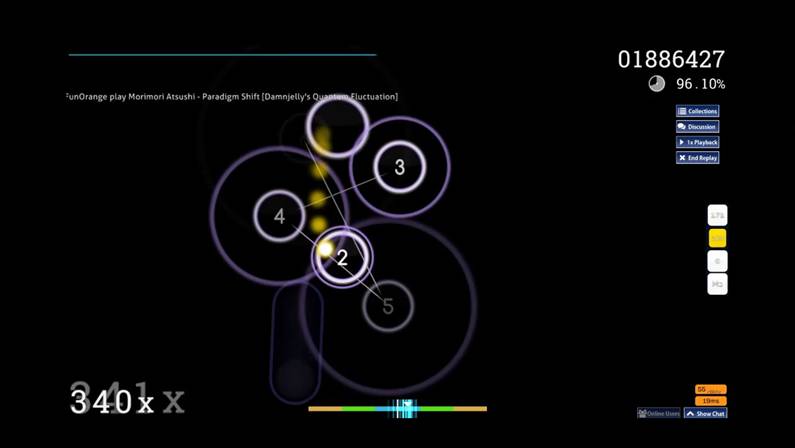 01886427
96.10%
FunOrange play Morimori Atsushi - Paradigm Shift [Damnjelly's Quantum Fluctuation]
Collections
Discussion
1x Playback
End Replay
3
4
2
5
340x
19ms
Online Users
Show Chat